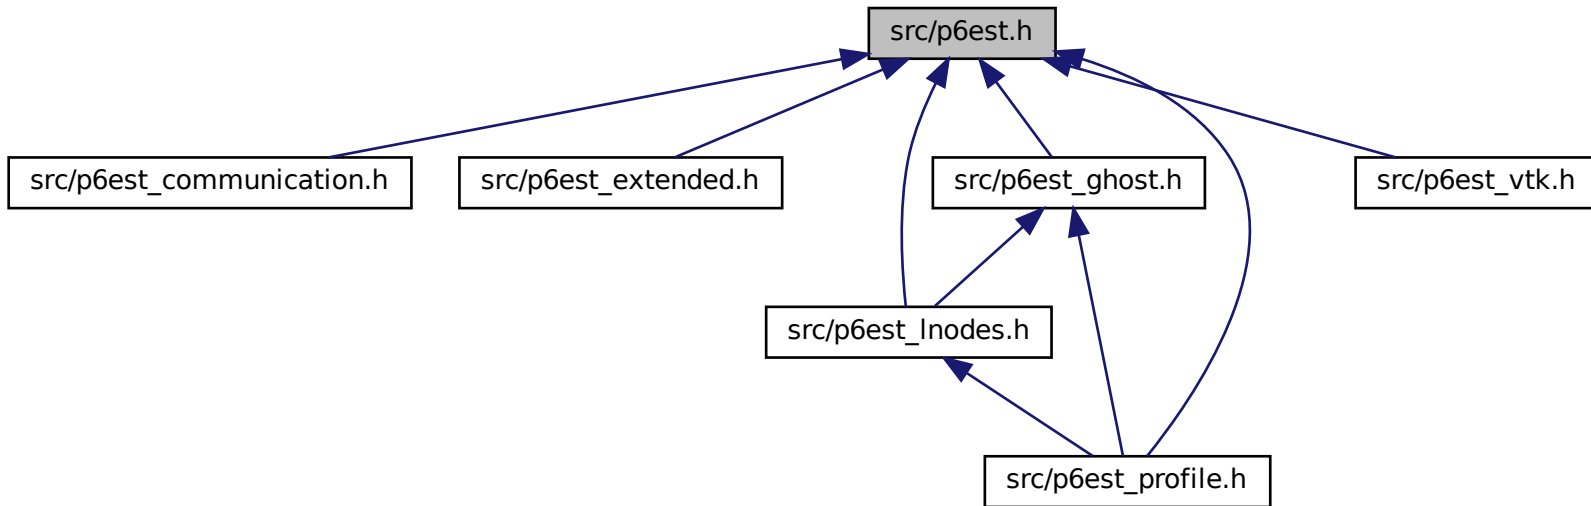 src/p6est.h
src/p6est_communication.h
src/p6est_extended.h
src/p6est_ghost.h
src/p6est_vtk.h
src/p6est_lnodes.h
src/p6est_profile.h